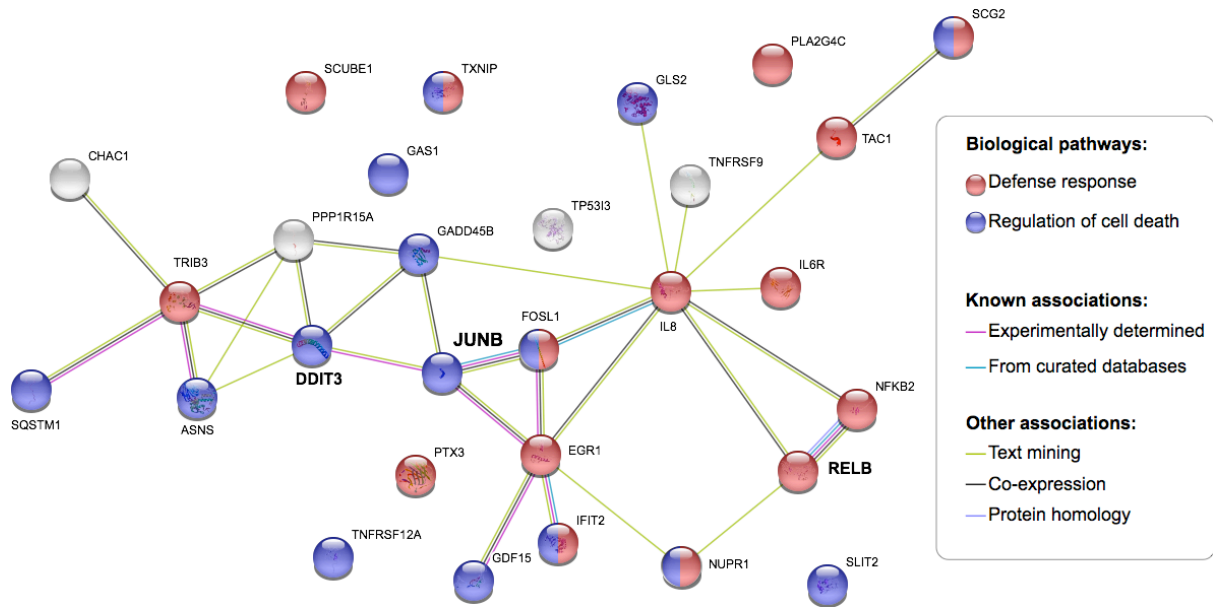 SCG2
PLA2G4C
SCUBE1
TXNIP
GLS2
TAC1
CHAC1
GAS1
TNFRSF9
PPP1R15A
TP53I3
GADD45B
TRIB3
IL6R
FOSL1
IL8
JUNB
DDIT3
NFKB2
SQSTM1
ASNS
PTX3
EGR1
RELB
TNFRSF12A
IFIT2
GDF15
NUPR1
SLIT2
Biological pathways:
Defense response
Regulation of cell death
Known associations:
Experimentally determined
From curated databases
Other associations:
Text mining
Co-expression
Protein homology